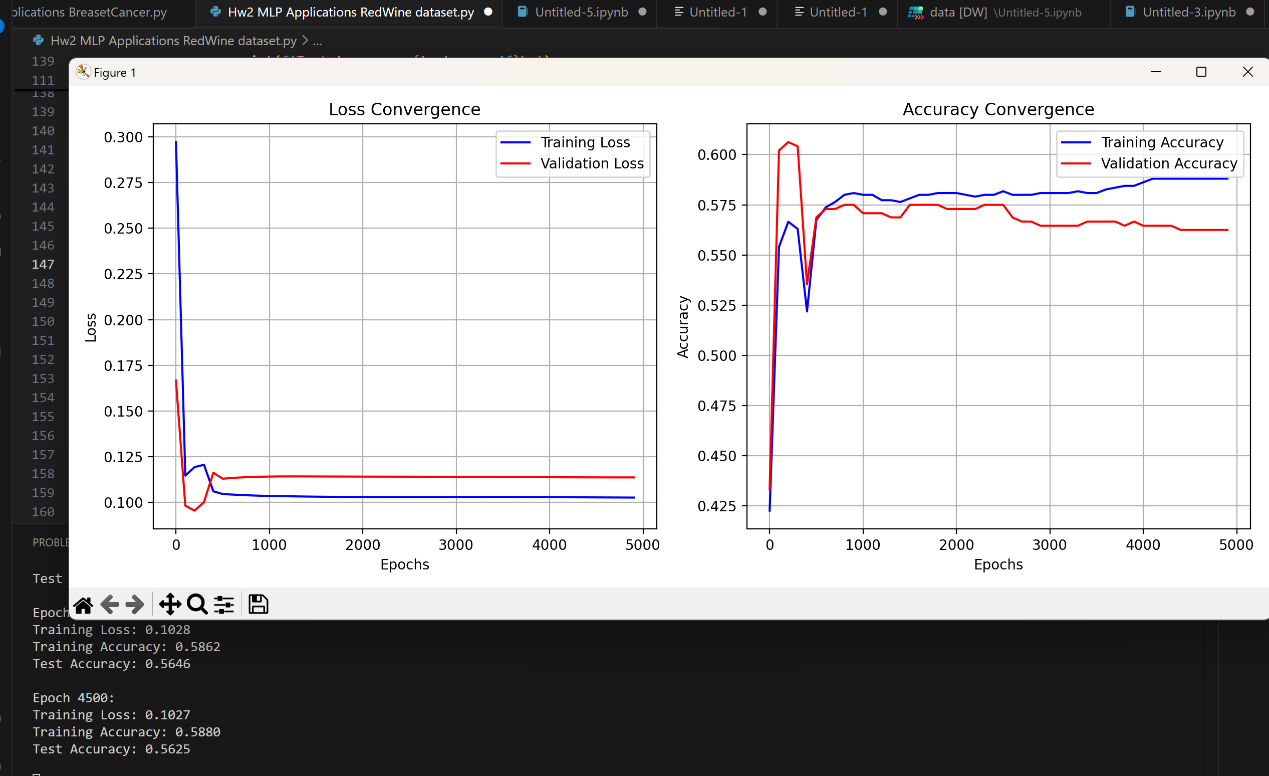 plications BreasetCancer.py
Hw2 MLP Applications RedWine dataset.py
Untitled-5.ipynb
Untitled-1
Untitled-1
data [DW] \Untitled-5.ipynb
Untitled-3.ipynb
Hw2 MLP Applications RedWine dataset.py > ...
139
111
138
139
140
141
142
143
144
145
146
147
148
149
150
151
152
153
154
155
156
157
158
159
160
Figure 1
Loss Convergence
Training Loss
Validation Loss
0.300
0.275
0.250
0.225
0.200
0.175
0.150
0.125
0.100
Loss
0 1000 2000 3000 4000 5000
Epochs
Accuracy Convergence
Training Accuracy
Validation Accuracy
0.600
0.575
0.550
0.525
0.500
0.475
0.450
0.425
Accuracy
0 1000 2000 3000 4000 5000
Epochs
PROBLE
Test
Epoch
Training Loss: 0.1028
Training Accuracy: 0.5862
Test Accuracy: 0.5646
Epoch 4500:
Training Loss: 0.1027
Training Accuracy: 0.5880
Test Accuracy: 0.5625